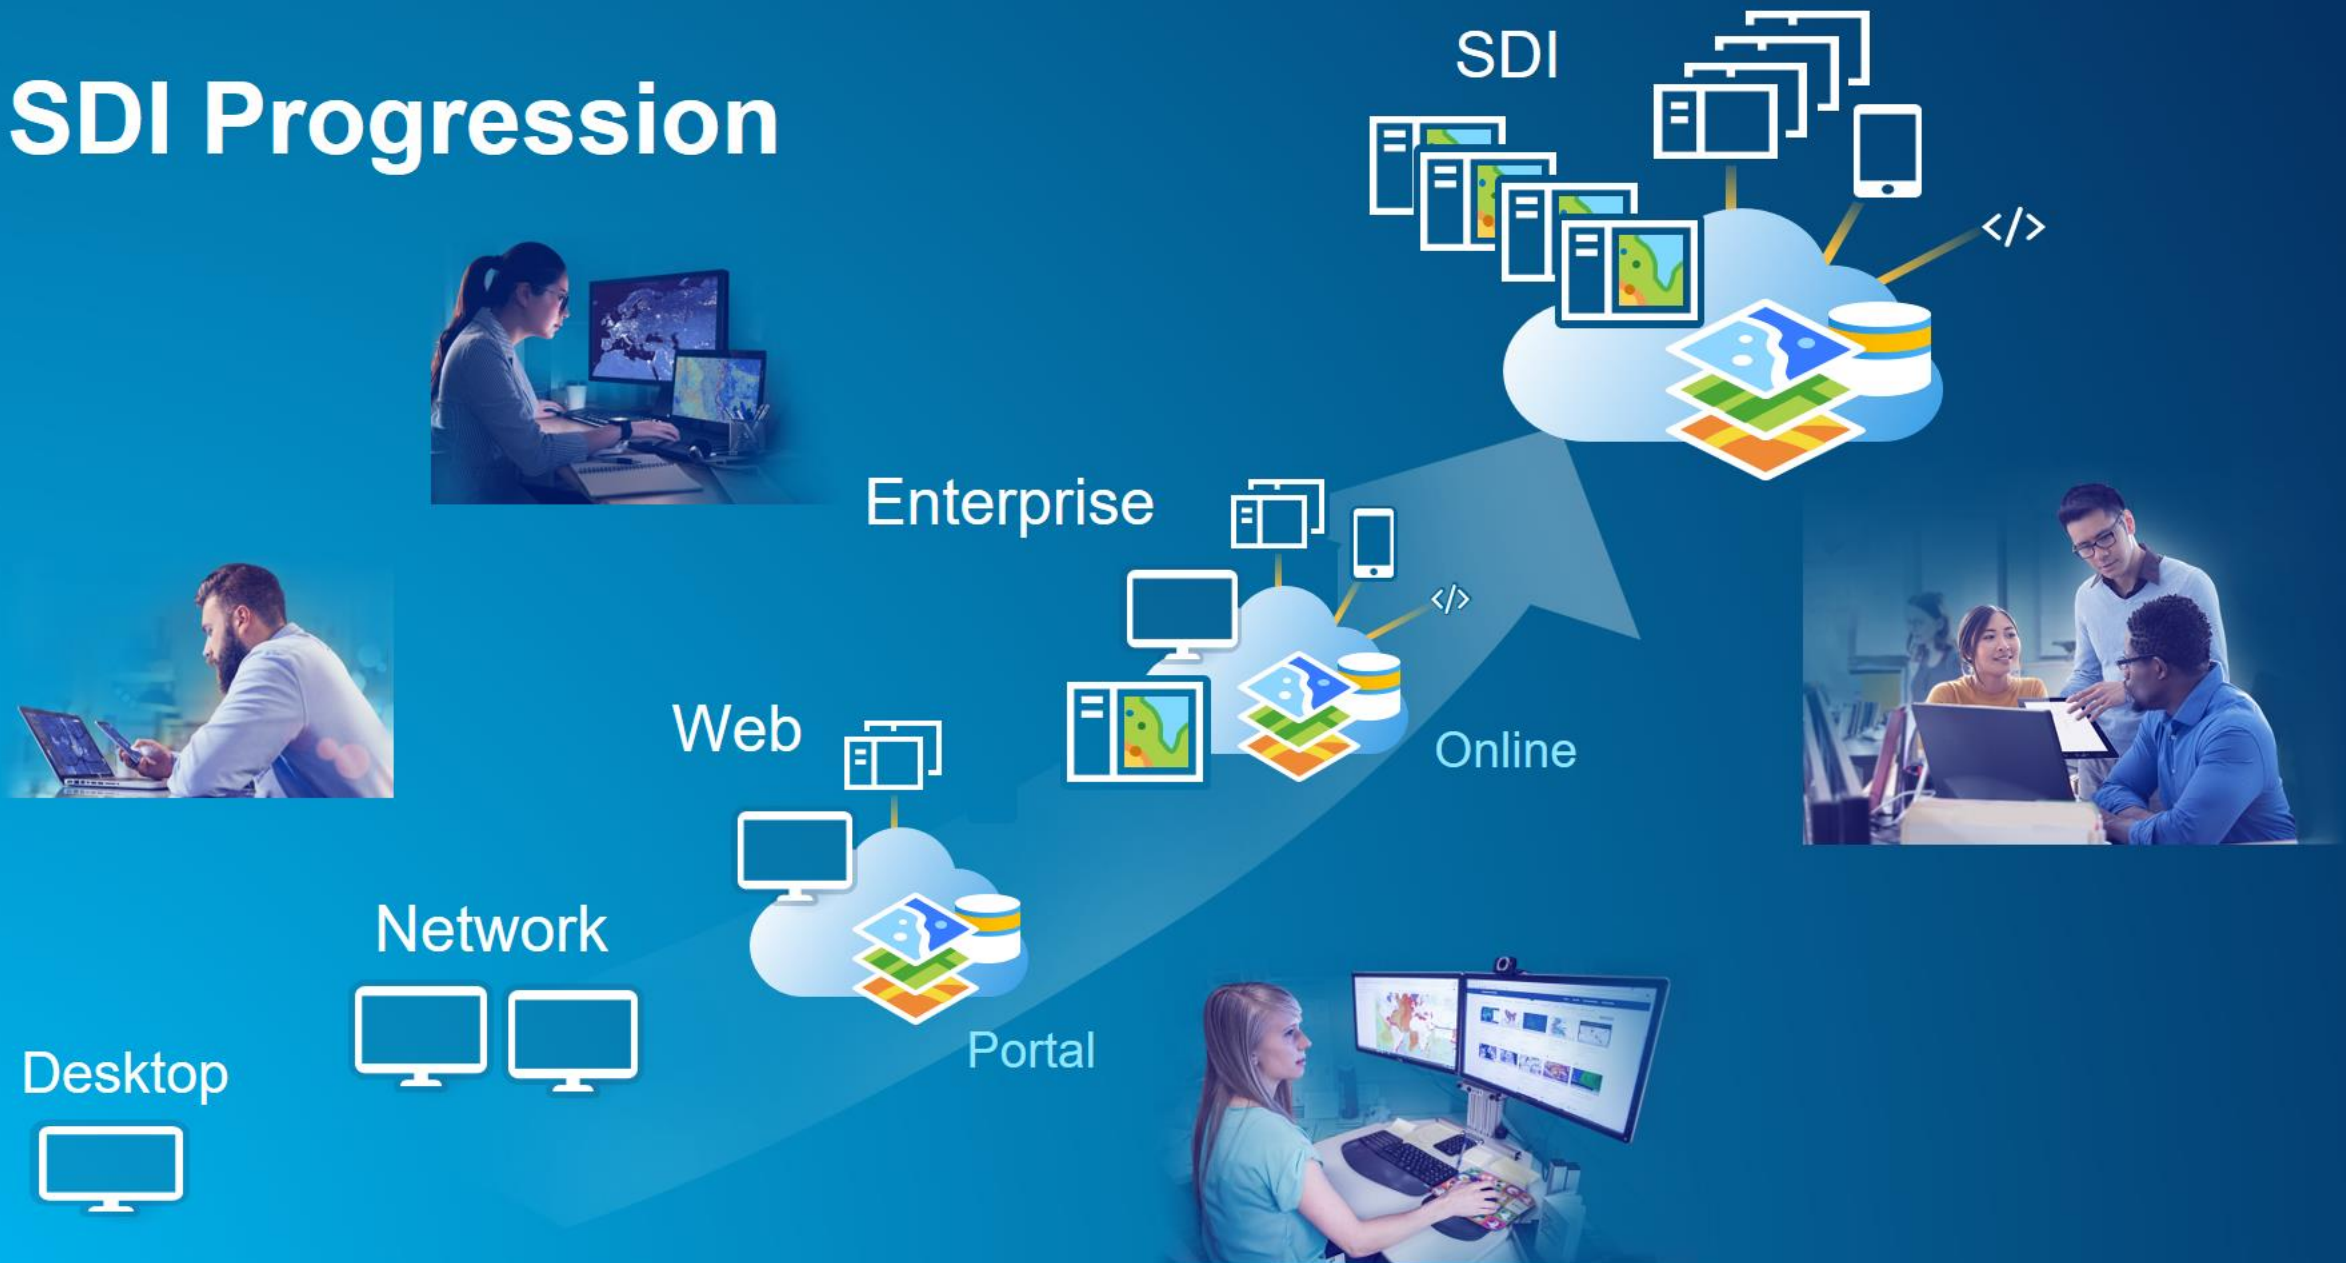 SDI Progression
SDI
</>
Enterprise
</>
Web
Online
Network
Portal
Desktop